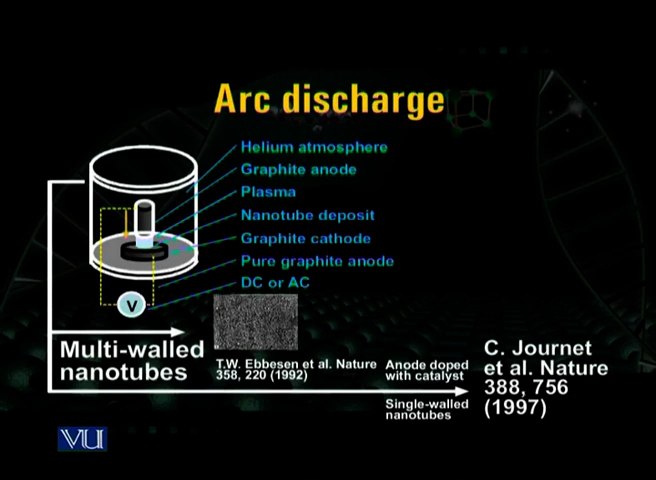 Arc discharge
Helium atmosphere
Graphite anode
Plasma
Nanotube deposit
Graphite cathode
Pure graphite anode
DC or AC
V
Multi-walled
nanotubes
T.W. Ebbesen et al. Nature
358, 220 (1992)
Anode doped
with catalyst
Single-walled
nanotubes
C. Journet
et al. Nature
388, 756
(1997)
VU